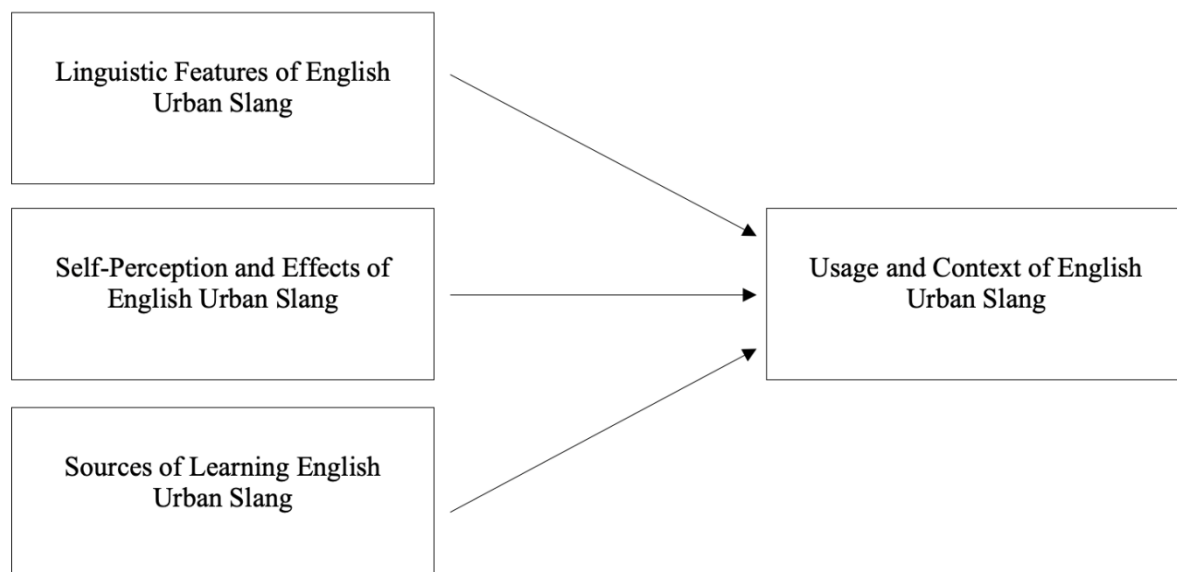 Linguistic Features of English
Urban Slang
Self-Perception and Effects of
English Urban Slang
Usage and Context of English
Urban Slang
Sources of Learning English
Urban Slang